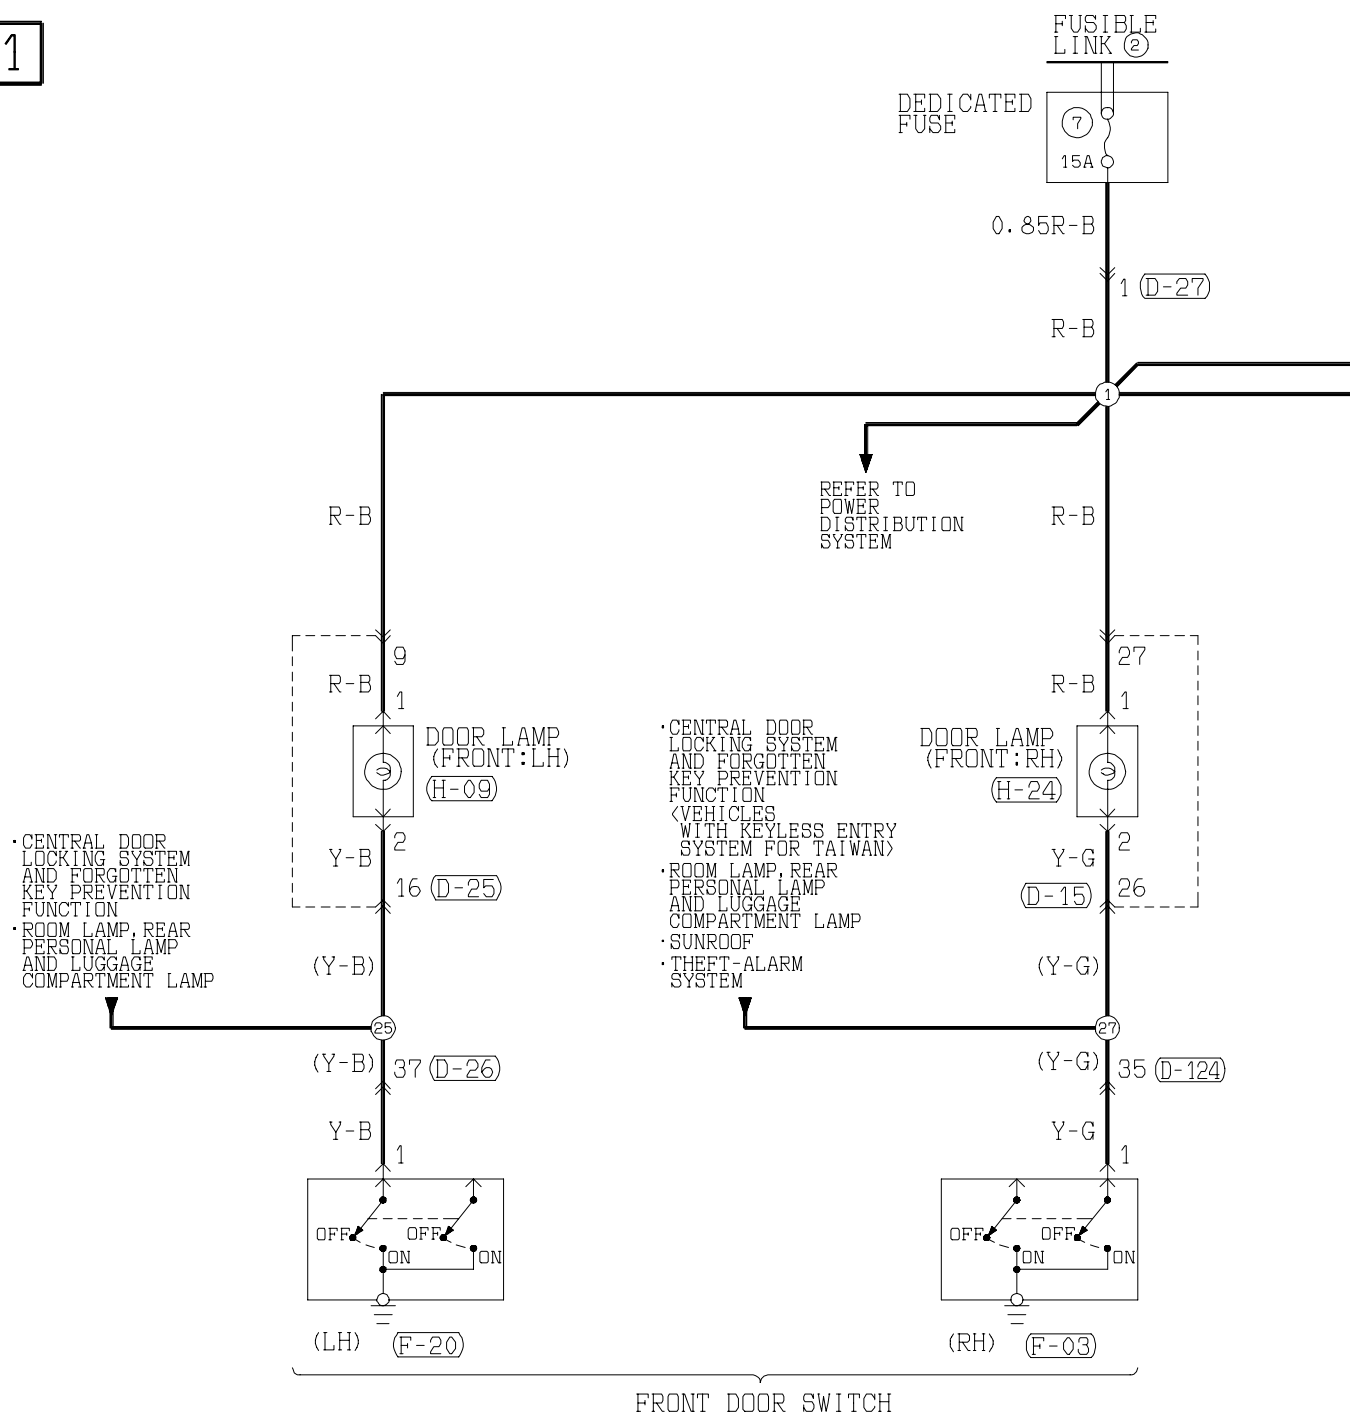 1
FUSIBLE
LINK 2
DEDICATED
FUSE
7
15A
0.85R-B
1 D-27
R-B
1
REFER TO
POWER
DISTRIBUTION
SYSTEM
R-B
R-B
9
27
R-B
1
R-B
1
DOOR LAMP
(FRONT:LH)
H-09
DOOR LAMP
(FRONT:RH)
H-24
·CENTRAL DOOR
LOCKING SYSTEM
AND FORGOTTEN
KEY PREVENTION
FUNCTION
<VEHICLES
WITH KEYLESS ENTRY
SYSTEM FOR TAIWAN>
·ROOM LAMP,REAR
PERSONAL LAMP
AND LUGGAGE
COMPARTMENT LAMP
·SUNROOF
·THEFT-ALARM
SYSTEM
·CENTRAL DOOR
LOCKING SYSTEM
AND FORGOTTEN
KEY PREVENTION
FUNCTION
·ROOM LAMP,REAR
PERSONAL LAMP
AND LUGGAGE
COMPARTMENT LAMP
2
Y-B
16 D-25
2
Y-G
D-15 26
(Y-B)
(Y-G)
25
27
(Y-B) 37 D-26
(Y-G) 35 D-124
Y-B
1
Y-G
1
OFF OFF
ON ON
OFF OFF
ON ON
(LH) F-20
(RH) F-03
FRONT DOOR SWITCH